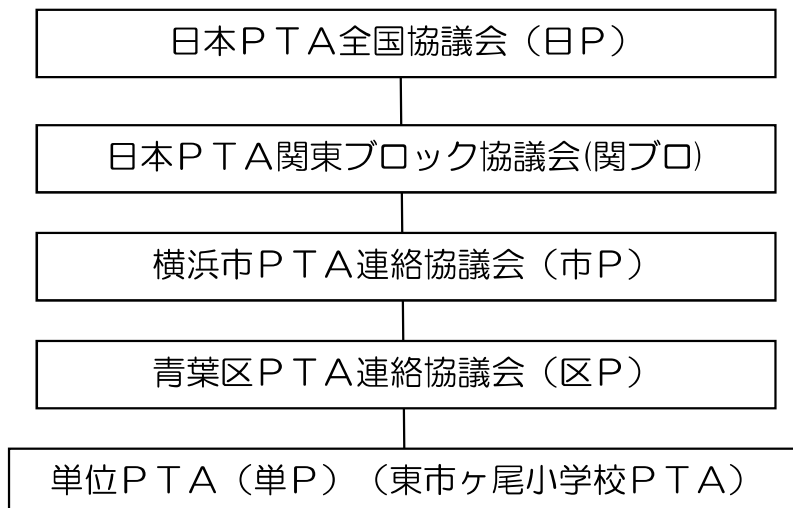 日本ＰＴＡ全国協議会（日Ｐ）
日本ＰＴＡ関東ブロック協議会(関ブロ)
横浜市ＰＴＡ連絡協議会（市Ｐ）
青葉区ＰＴＡ連絡協議会（区Ｐ）
単位ＰＴＡ（単Ｐ）（東市ヶ尾小学校ＰＴＡ）